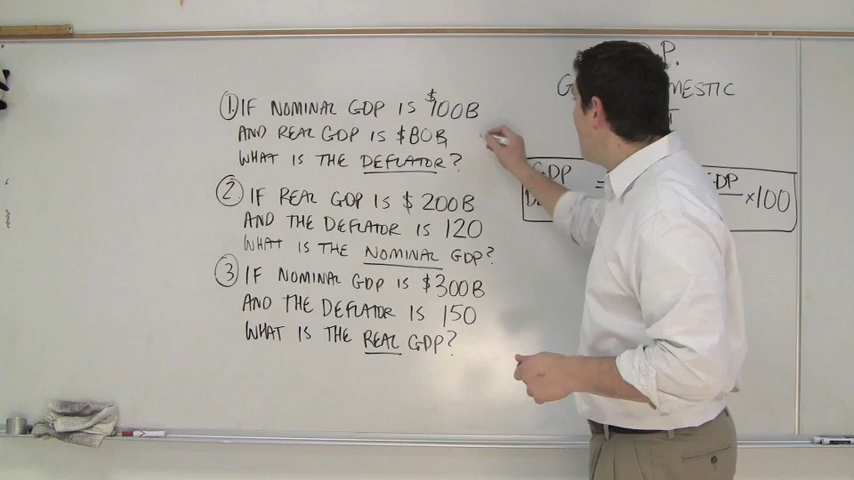 ① IF NOMINAL GDP IS $100B
AND REAL GDP IS $80B,
WHAT IS THE DEFLATOR?
② IF REAL GDP IS $200B
AND THE DEFLATOR IS 120
WHAT IS THE NOMINAL GDP?
③ IF NOMINAL GDP IS $300B
AND THE DEFLATOR IS 150
WHAT IS THE REAL GDP?
P.
MESTIC
GDP = GDP ×100